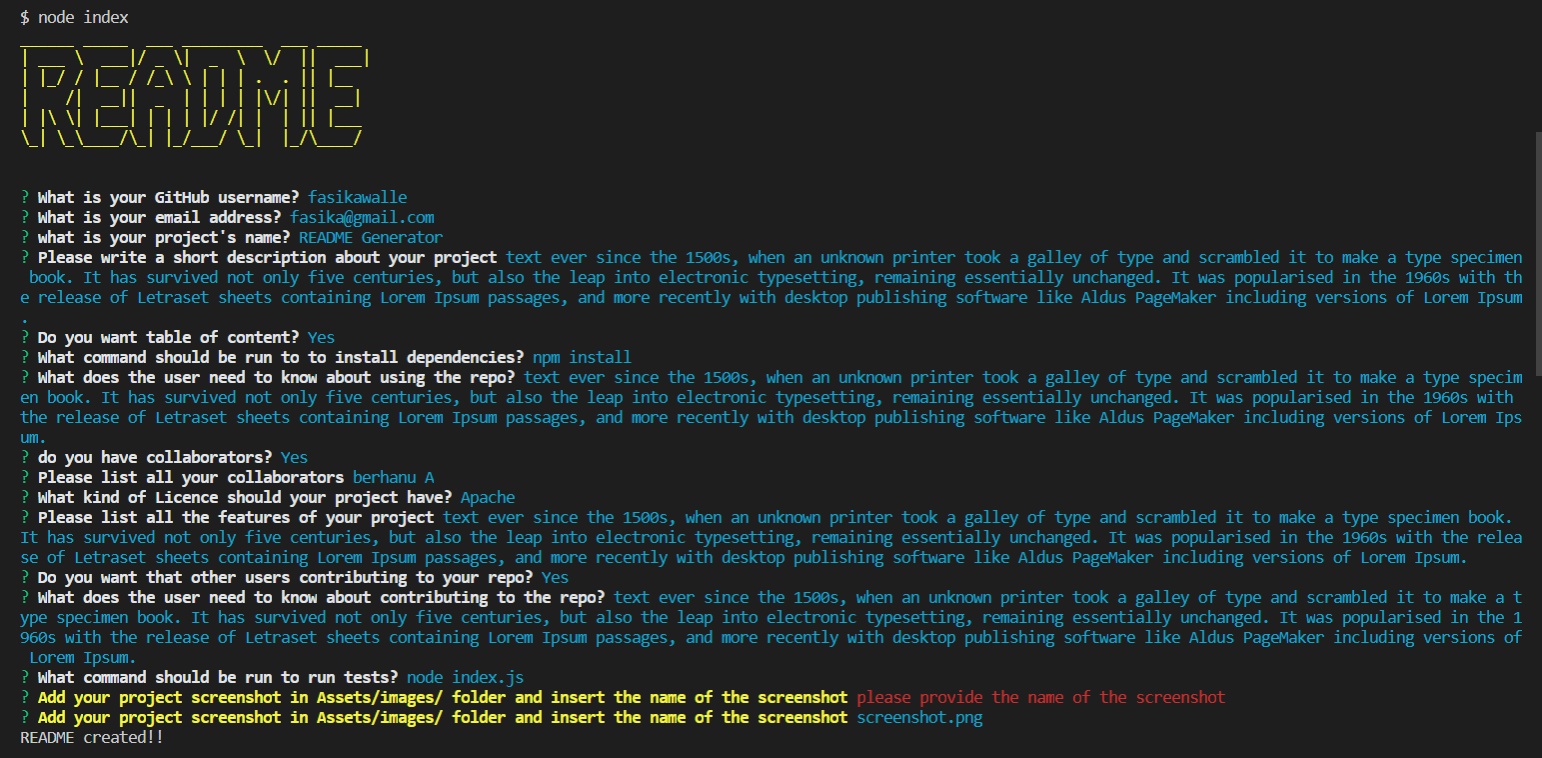 $ node index
README
? What is your GitHub username? fasikawalle
? What is your email address? fasika@gmail.com
? what is your project's name? README Generator
? Please write a short description about your project text ever since the 1500s, when an unknown printer took a galley of type and scrambled it to make a type specimen
 book. It has survived not only five centuries, but also the leap into electronic typesetting, remaining essentially unchanged. It was popularised in the 1960s with th
e release of Letraset sheets containing Lorem Ipsum passages, and more recently with desktop publishing software like Aldus PageMaker including versions of Lorem Ipsum
.
? Do you want table of content? Yes
? What command should be run to to install dependencies? npm install
? What does the user need to know about using the repo? text ever since the 1500s, when an unknown printer took a galley of type and scrambled it to make a type specim
en book. It has survived not only five centuries, but also the leap into electronic typesetting, remaining essentially unchanged. It was popularised in the 1960s with
the release of Letraset sheets containing Lorem Ipsum passages, and more recently with desktop publishing software like Aldus PageMaker including versions of Lorem Ips
um.
? do you have collaborators? Yes
? Please list all your collaborators berhanu A
? What kind of Licence should your project have? Apache
? Please list all the features of your project text ever since the 1500s, when an unknown printer took a galley of type and scrambled it to make a type specimen book.
It has survived not only five centuries, but also the leap into electronic typesetting, remaining essentially unchanged. It was popularised in the 1960s with the relea
se of Letraset sheets containing Lorem Ipsum passages, and more recently with desktop publishing software like Aldus PageMaker including versions of Lorem Ipsum.
? Do you want that other users contributing to your repo? Yes
? What does the user need to know about contributing to the repo? text ever since the 1500s, when an unknown printer took a galley of type and scrambled it to make a t
ype specimen book. It has survived not only five centuries, but also the leap into electronic typesetting, remaining essentially unchanged. It was popularised in the 1
960s with the release of Letraset sheets containing Lorem Ipsum passages, and more recently with desktop publishing software like Aldus PageMaker including versions of
 Lorem Ipsum.
? What command should be run to run tests? node index.js
? Add your project screenshot in Assets/images/ folder and insert the name of the screenshot please provide the name of the screenshot
? Add your project screenshot in Assets/images/ folder and insert the name of the screenshot screenshot.png
README created!!